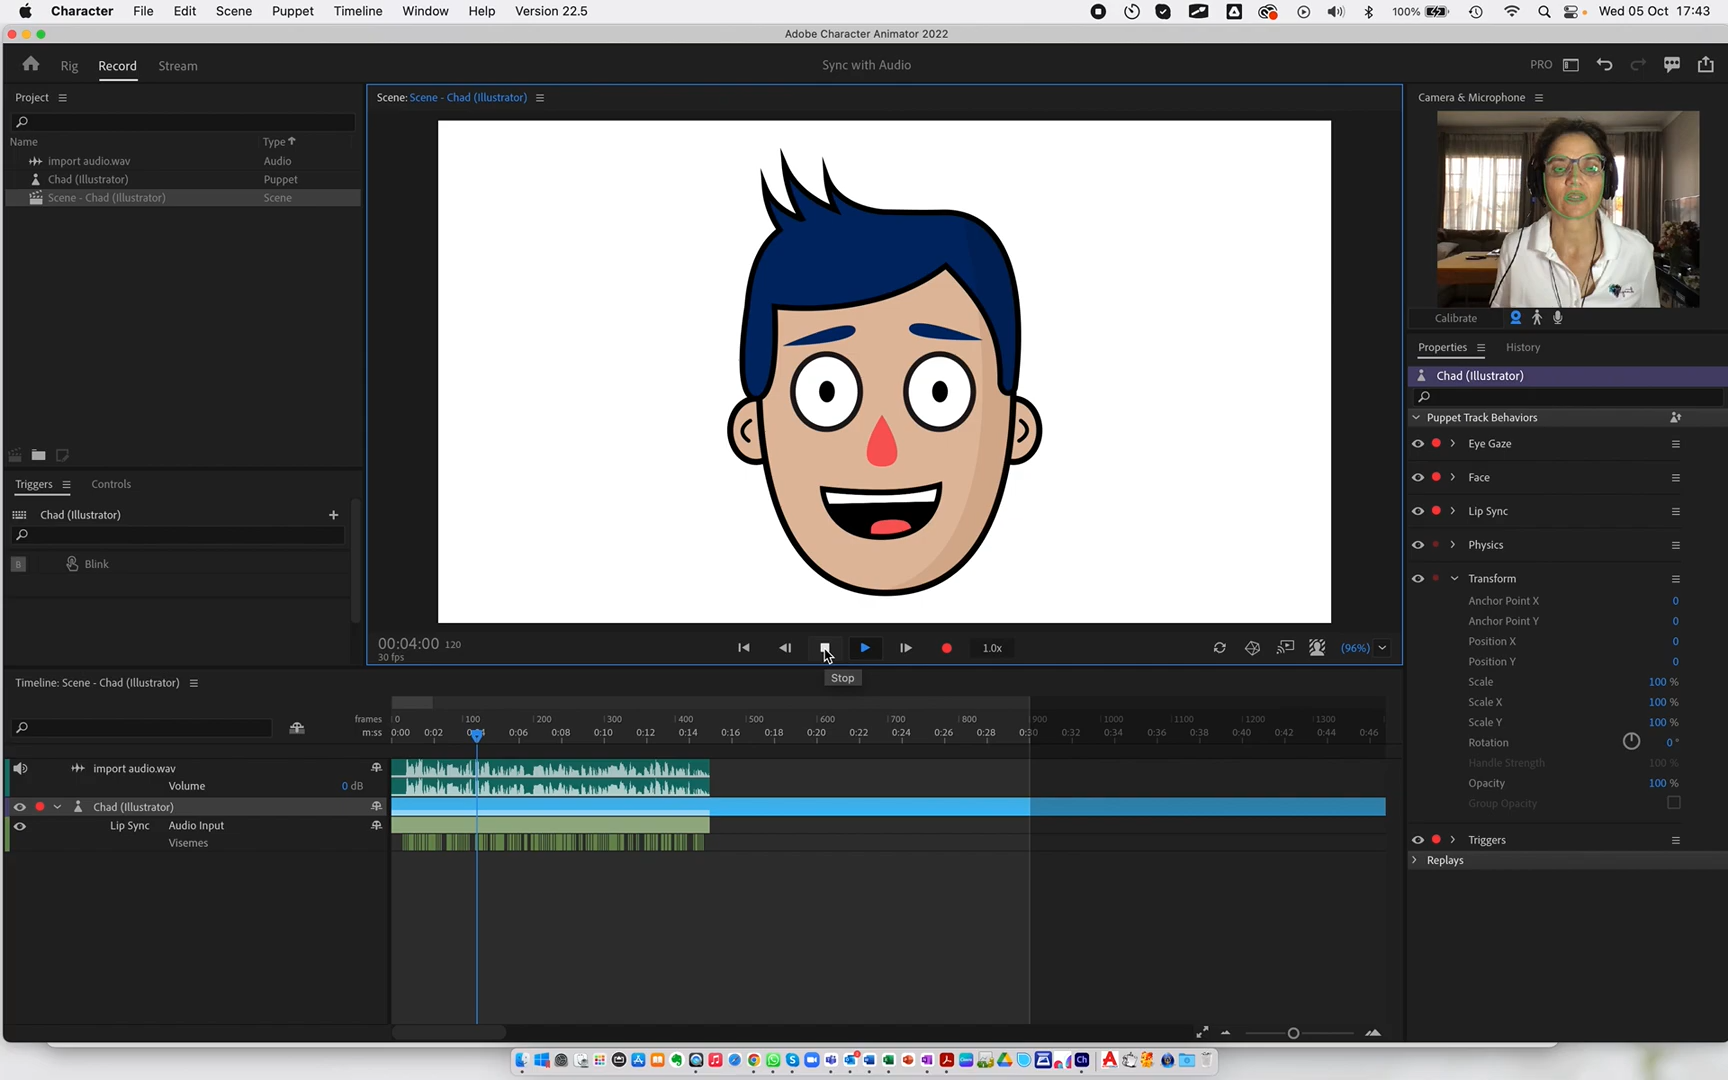 Character File Edit Scene Puppet Timeline Window Help Version 22.5 100% Wed 05 Oct 17:43
Adobe Character Animator 2022
Rig Record Stream Sync with Audio PRO
Project
Name Type
import audio.wav Audio
Chad (Illustrator) Puppet
Scene - Chad (Illustrator) Scene
Scene: Scene - Chad (Illustrator)
Camera & Microphone
Calibrate
Properties History
Chad (Illustrator)
Puppet Track Behaviors
Eye Gaze
Face
Lip Sync
Physics
Transform
Anchor Point X 0
Anchor Point Y 0
Position X 0
Position Y 0
Scale 100 %
Scale X 100 %
Scale Y 100 %
Rotation 0 °
Handle Strength 100 %
Opacity 100 %
Group Opacity
Triggers
Replays
Triggers Controls
Chad (Illustrator) +
B Blink
00:04:00 120
30 fps
1.0x (96%)
Stop
Timeline: Scene - Chad (Illustrator)
frames 0 100 200 300 400 500 600 700 800 900 1000 1100 1200 1300
m:ss 0:00 0:02 0:04 0:06 0:08 0:10 0:12 0:14 0:16 0:18 0:20 0:22 0:24 0:26 0:28 0:30 0:32 0:34 0:36 0:38 0:40 0:42 0:44 0:46
import audio.wav
Volume 0 dB
Chad (Illustrator)
Lip Sync Audio Input
Visemes
Ch